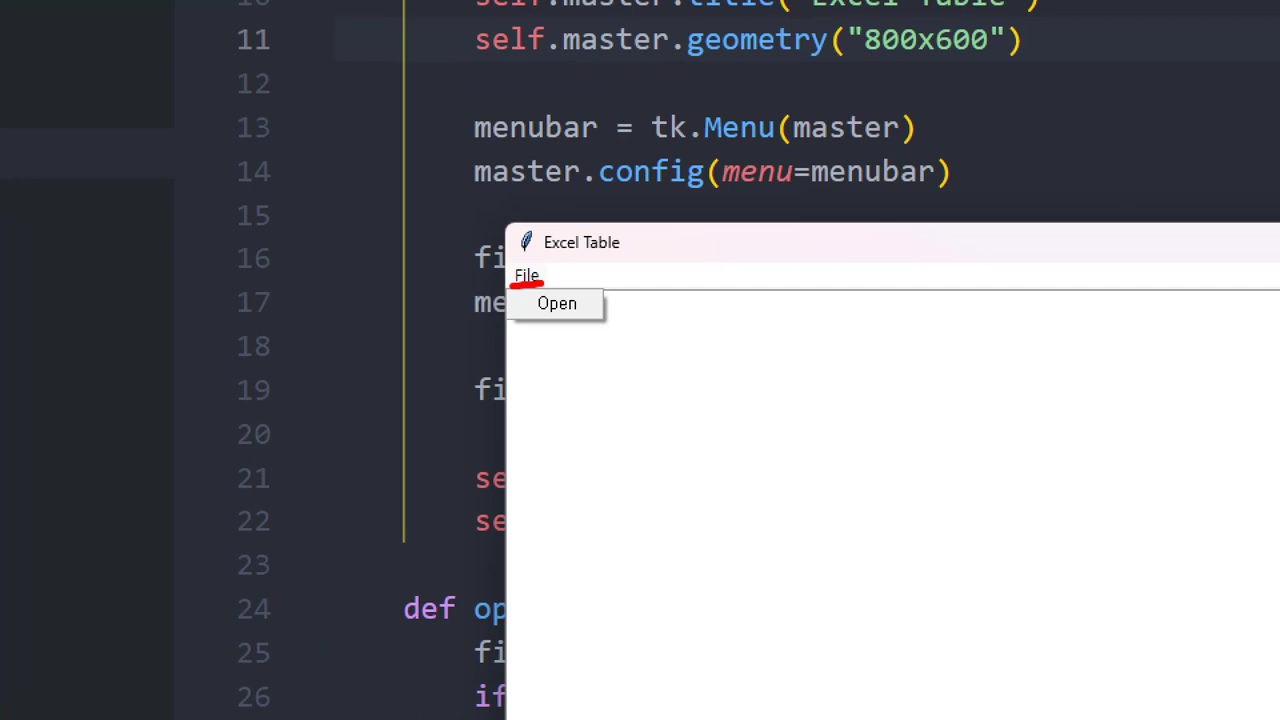 10 self.master.title("Excel Table")
11 self.master.geometry("800x600")
12
13 menubar = tk.Menu(master)
14 master.config(menu=menubar)
15
Excel Table
16 fi
File
17 me
Open
18
19 fi
20
21 se
22 se
23
24 def op
25 fi
26 if